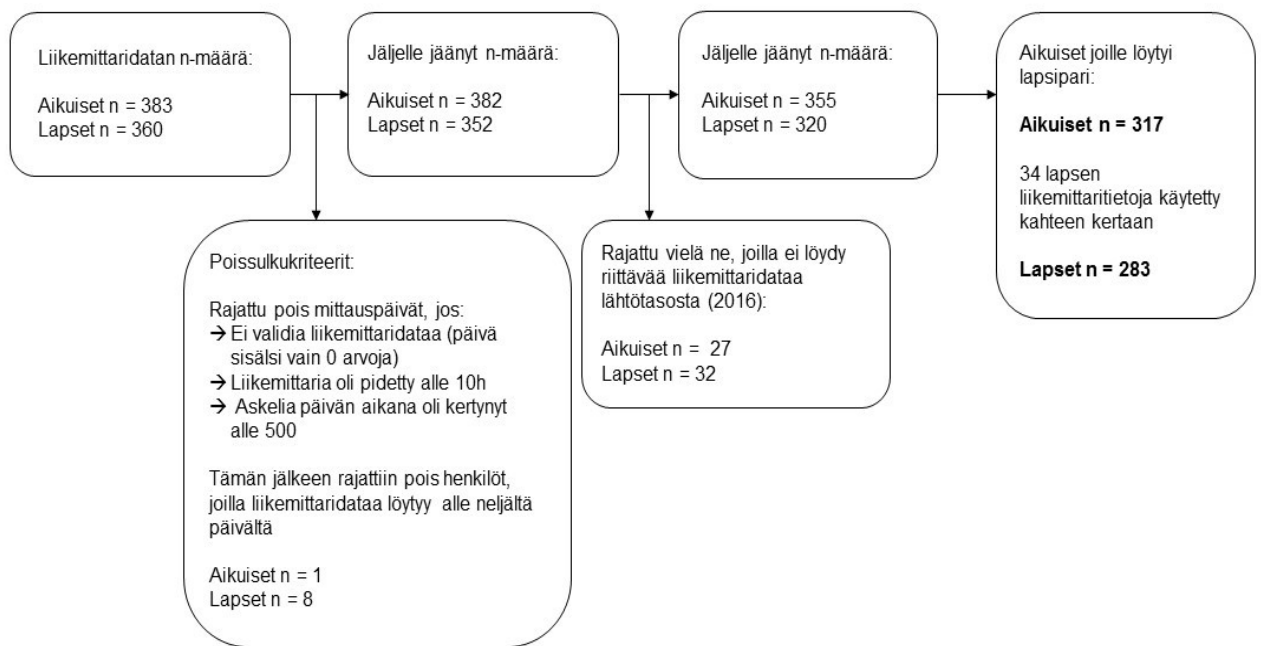 Liikemittaridatan n-määrä:
Aikuiset n = 383
Lapset n = 360
Jäljelle jäänyt n-määrä:
Aikuiset n = 382
Lapset n = 352
Jäljelle jäänyt n-määrä:
Aikuiset n = 355
Lapset n = 320
Aikuiset joille löytyi
lapsipari:
Aikuiset n = 317
34 lapsen
liikemittaritietoja käytetty
kahteen kertaan
Lapset n = 283
Poissulkukriteerit:
Rajattu pois mittauspäivät, jos:
→ Ei validia liikemittaridataa (päivä
sisälsi vain 0 arvoja)
→ Liikemittaria oli pidetty alle 10h
→ Askelia päivän aikana oli kertynyt
alle 500
Tämän jälkeen rajattiin pois henkilöt,
joilla liikemittaridataa löytyy alle neljältä
päivältä
Aikuiset n = 1
Lapset n = 8
Rajattu vielä ne, joilla ei löydy
riittävää liikemittaridataa
lähtötasosta (2016):
Aikuiset n = 27
Lapset n = 32